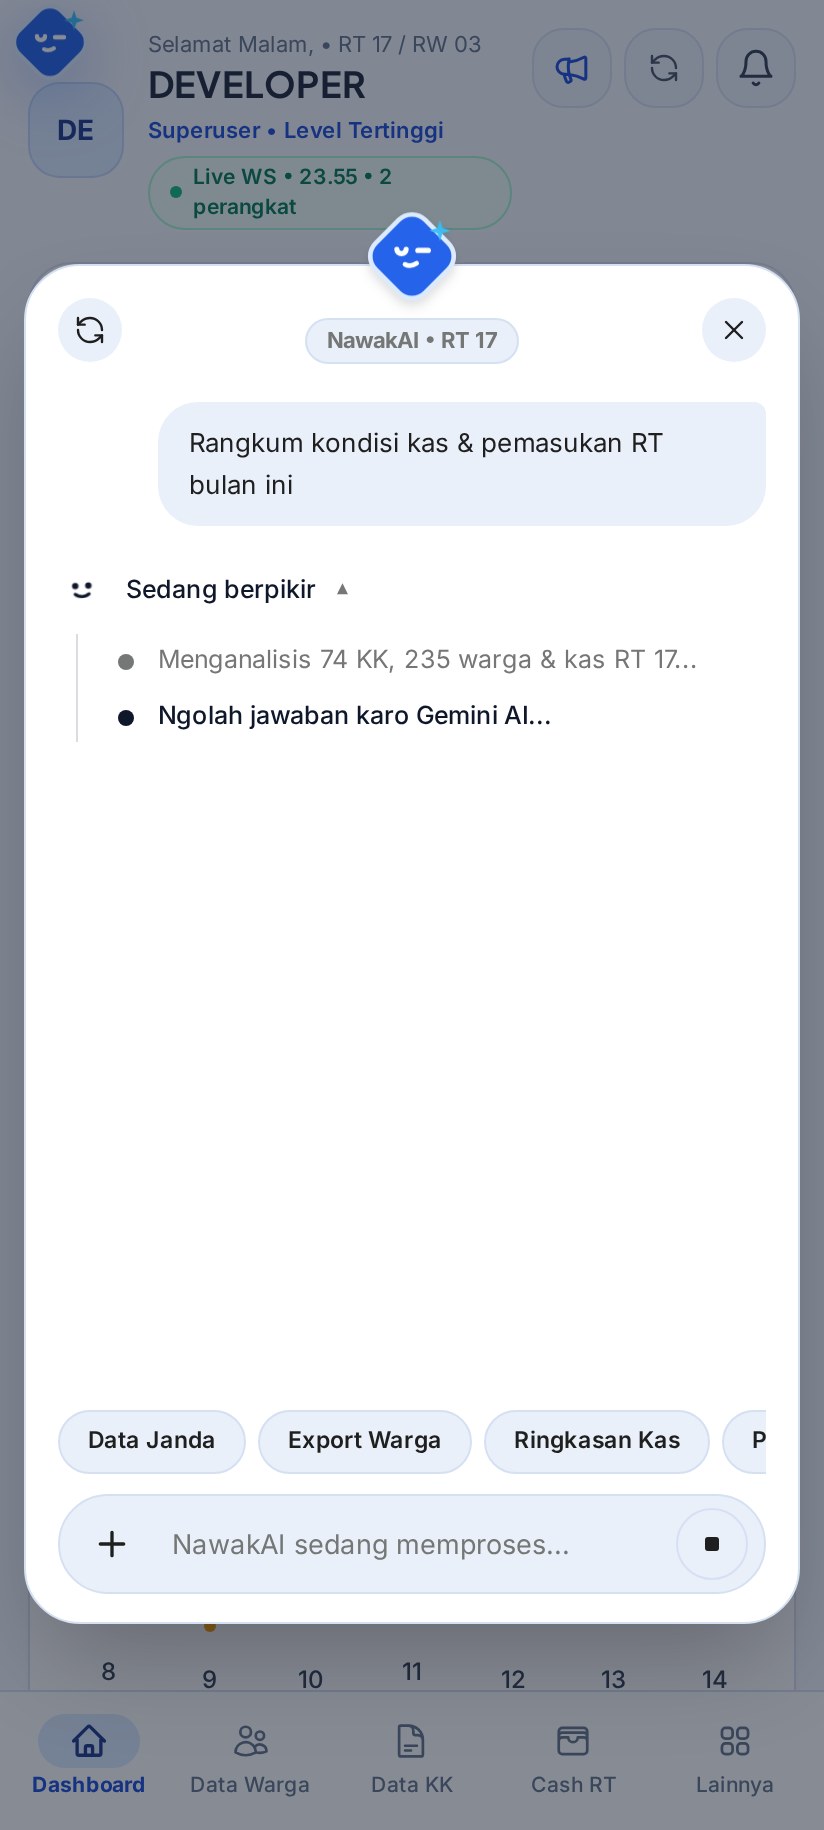 Selamat Malam, • RT 17 / RW 03
DEVELOPER
DE
Superuser • Level Tertinggi
Live WS • 23.55 • 2
perangkat
NawakAI • RT 17
Rangkum kondisi kas & pemasukan RT
bulan ini
Sedang berpikir ▲
Menganalisis 74 KK, 235 warga & kas RT 17...
Ngolah jawaban karo Gemini AI...
Data Janda
Export Warga
Ringkasan Kas
P
NawakAI sedang memproses...
8 9 10 11 12 13 14
Dashboard
Data Warga
Data KK
Cash RT
Lainnya